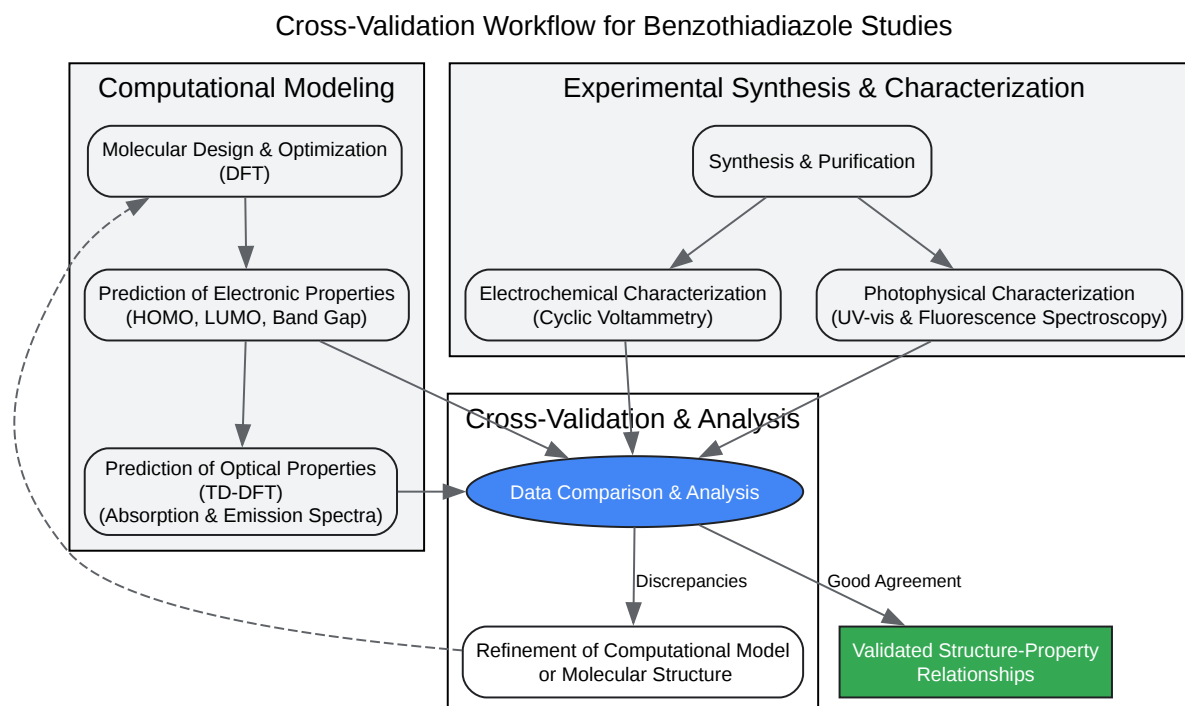 Cross-Validation Workflow for Benzothiadiazole Studies
Computational Modeling
Molecular Design & Optimization
(DFT)
Prediction of Electronic Properties
(HOMO, LUMO, Band Gap)
Prediction of Optical Properties
(TD-DFT)
(Absorption & Emission Spectra)
Experimental Synthesis & Characterization
Synthesis & Purification
Electrochemical Characterization
(Cyclic Voltammetry)
Photophysical Characterization
(UV-vis & Fluorescence Spectroscopy)
Cross-Validation & Analysis
Data Comparison & Analysis
Discrepancies
Good Agreement
Refinement of Computational Model
or Molecular Structure
Validated Structure-Property
Relationships